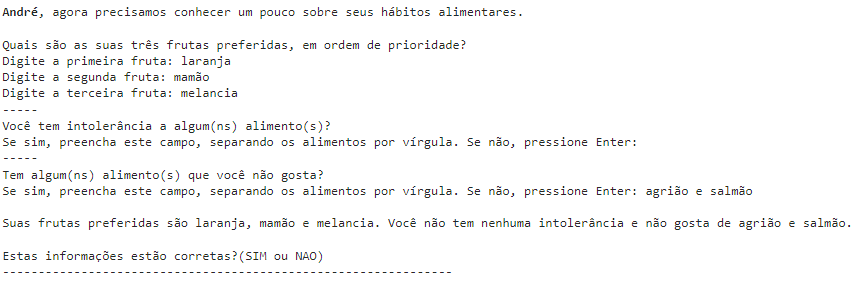 André, agora precisamos conhecer um pouco sobre seus hábitos alimentares.
Quais são as suas três frutas preferidas, em ordem de prioridade?
Digite a primeira fruta: laranja
Digite a segunda fruta: mamão
Digite a terceira fruta: melancia
-----
Você tem intolerância a algum(ns) alimento(s)?
Se sim, preencha este campo, separando os alimentos por vírgula. Se não, pressione Enter:
-----
Tem algum(ns) alimento(s) que você não gosta?
Se sim, preencha este campo, separando os alimentos por vírgula. Se não, pressione Enter: agrião e salmão
Suas frutas preferidas são laranja, mamão e melancia. Você não tem nenhuma intolerância e não gosta de agrião e salmão.
Estas informações estão corretas?(SIM ou NAO)
---------------------------------------------------------------